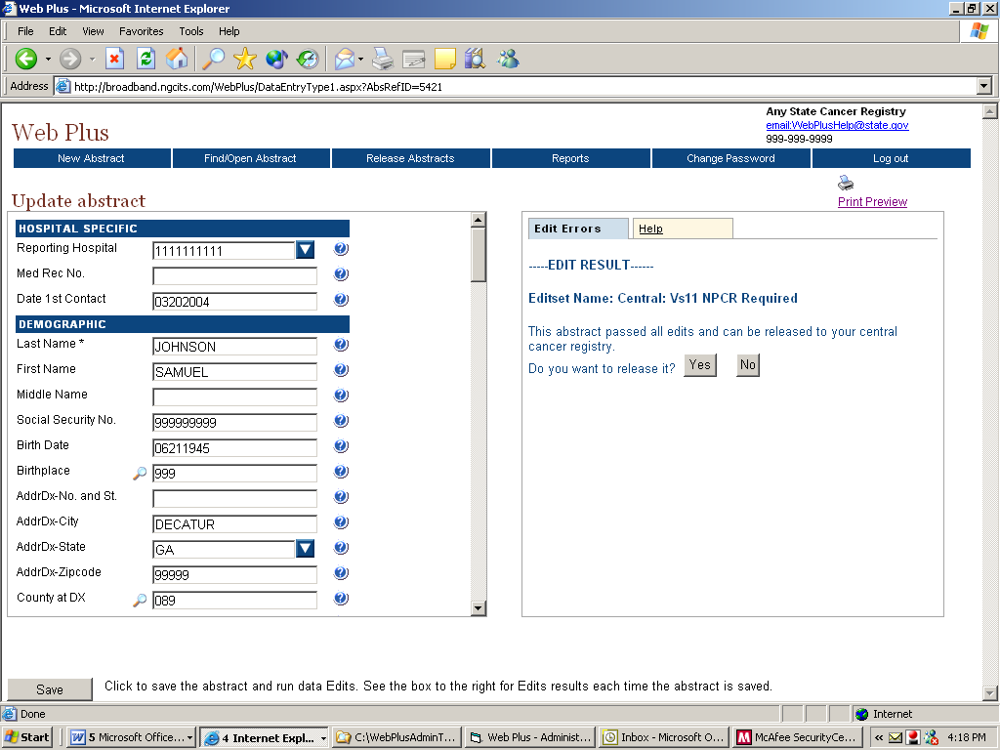 Web Plus - Microsoft Internet Explorer
File Edit View Favorites Tools Help
Address http://broadband.ngcits.com/WebPlus/DataEntryType1.aspx?AbsRefID=5421
Any State Cancer Registry
email:WebPlusHelp@state.gov
999-999-9999
Web Plus
New Abstract Find/Open Abstract Release Abstracts Reports Change Password Log out
Print Preview
Update abstract
HOSPITAL SPECIFIC
Reporting Hospital 1111111111
Med Rec No.
Date 1st Contact 03202004
DEMOGRAPHIC
Last Name * JOHNSON
First Name SAMUEL
Middle Name
Social Security No. 999999999
Birth Date 06211945
Birthplace 999
AddrDx-No. and St.
AddrDx-City DECATUR
AddrDx-State GA
AddrDx-Zipcode 99999
County at DX 089
Edit Errors Help
-----EDIT RESULT------
Editset Name: Central: Vs11 NPCR Required
This abstract passed all edits and can be released to your central
cancer registry.
Do you want to release it? Yes No
Save Click to save the abstract and run data Edits. See the box to the right for Edits results each time the abstract is saved.
Done Internet
Start 5 Microsoft Office... 4 Internet Expl... C:\WebPlusAdminT... Web Plus - Administ... Inbox - Microsoft O... McAfee SecurityCe... « 4:18 PM